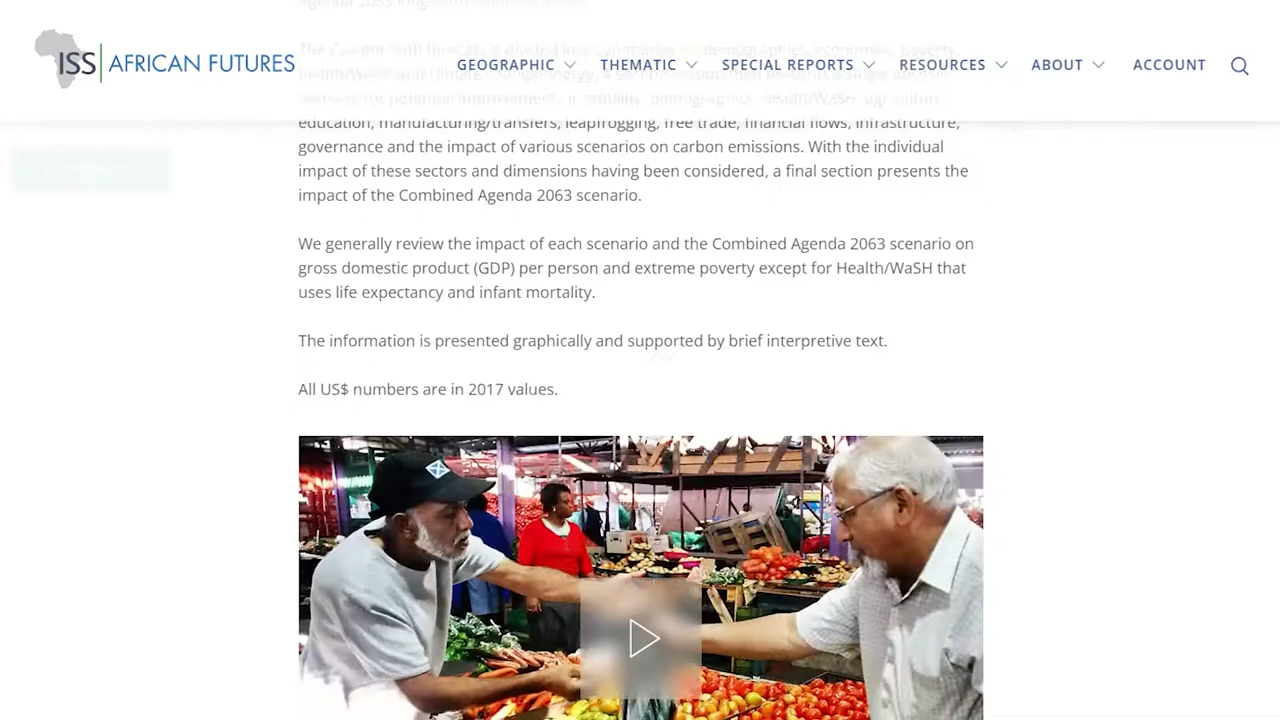 ISS AFRICAN FUTURES
GEOGRAPHIC THEMATIC SPECIAL REPORTS RESOURCES ABOUT ACCOUNT
education, manufacturing/transfers, leapfrogging, free trade, financial flows, infrastructure,
governance and the impact of various scenarios on carbon emissions. With the individual
impact of these sectors and dimensions having been considered, a final section presents the
impact of the Combined Agenda 2063 scenario.
We generally review the impact of each scenario and the Combined Agenda 2063 scenario on
gross domestic product (GDP) per person and extreme poverty except for Health/WaSH that
uses life expectancy and infant mortality.
The information is presented graphically and supported by brief interpretive text.
All US$ numbers are in 2017 values.